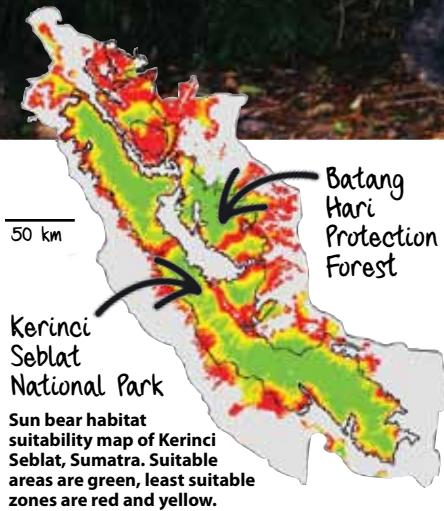 Batang
Hari
Protection
Forest
50 km
Kerinci
Seblat
National Park
Sun bear habitat
suitability map of Kerinci
Seblat, Sumatra. Suitable
areas are green, least suitable
zones are red and yellow.